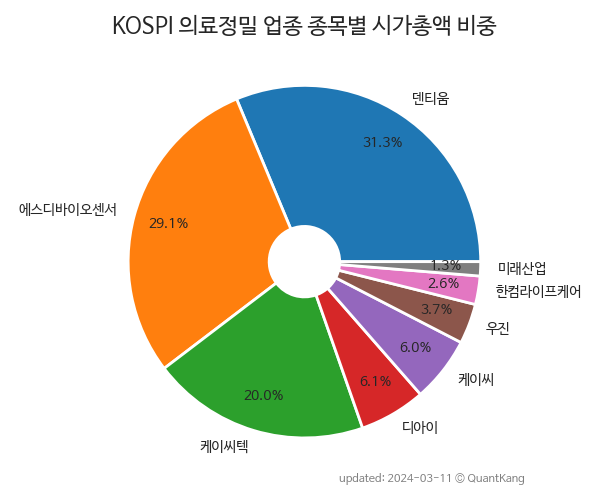 KOSPI 의료정밀 업종 종목별 시가총액 비중
덴티움
31.3%
에스디바이오센서
29.1%
미래산업
1.3%
한컴라이프케어
2.6%
3.7%
우진
6.0%
케이씨
6.1%
20.0%
디아이
케이씨텍
updated: 2024-03-11 © QuantKang